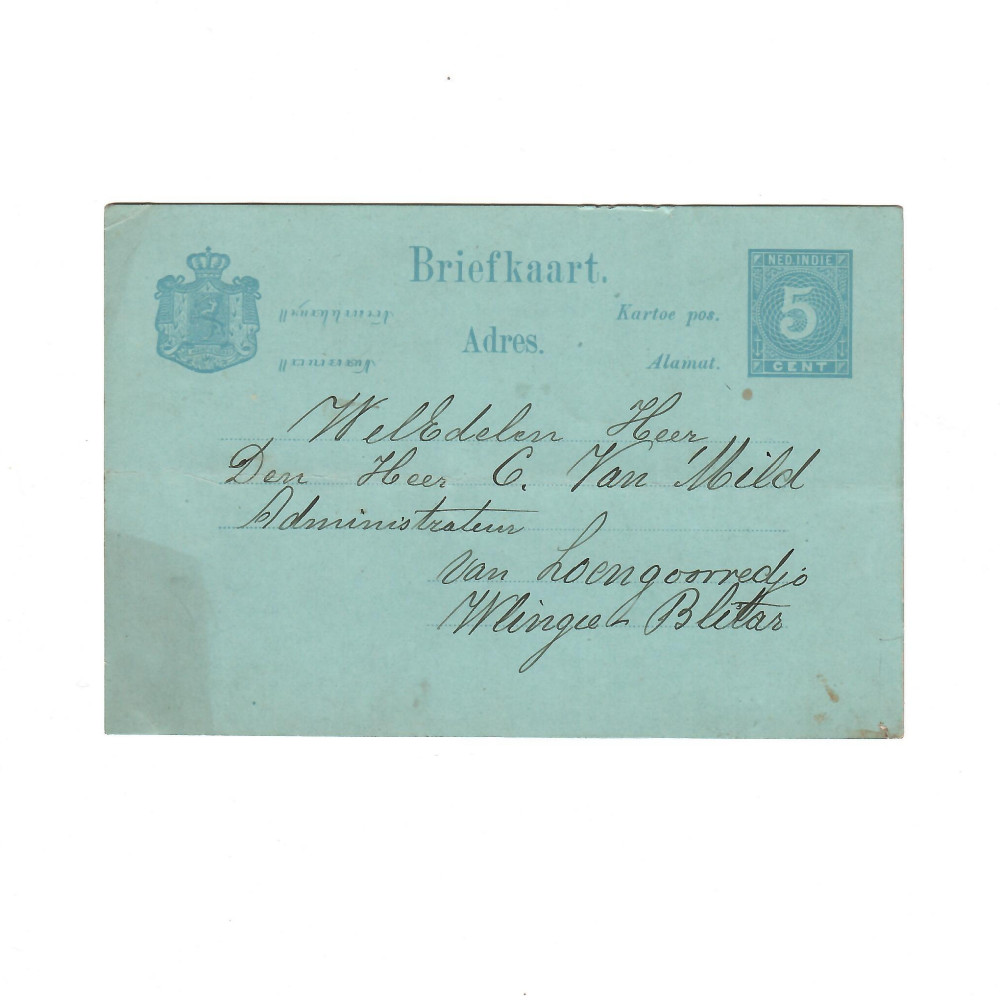 Briefkaart.
NED. INDIE
5
CENT
Kartoe pos.
Adres.
Alamat.
WelEdelen Heer
Den Heer C. Van Mild
Administrateur
van Loengoorredjo
Wlingie Blitar